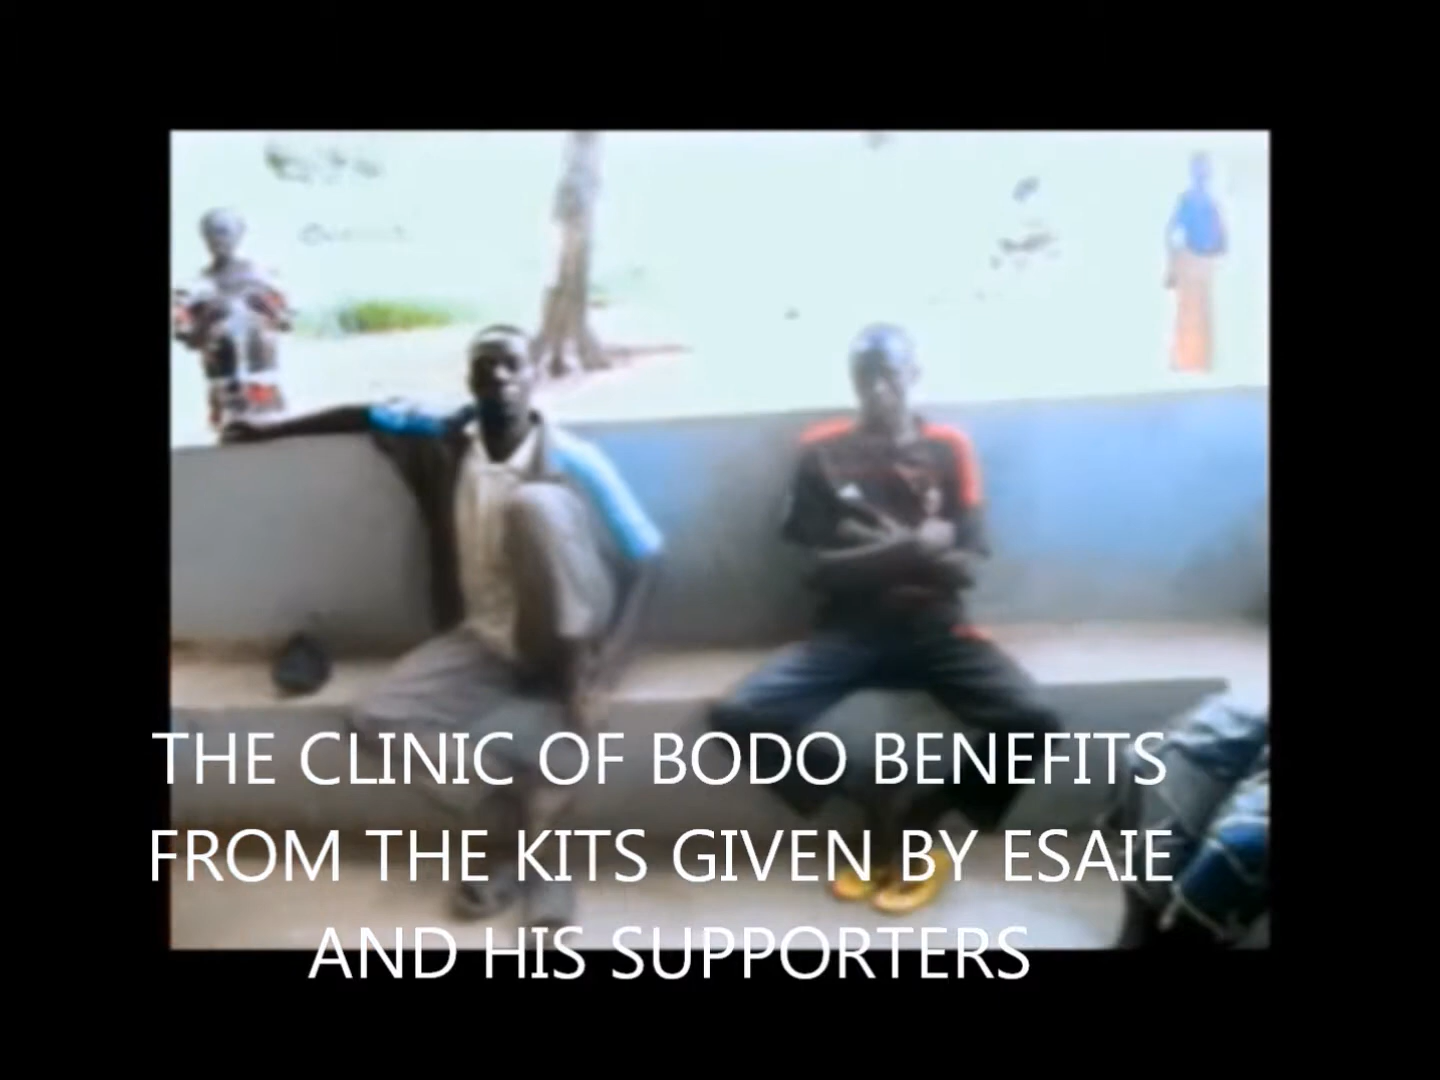 THE CLINIC OF BODO BENEFITS
FROM THE KITS GIVEN BY ESAIE
AND HIS SUPPORTERS